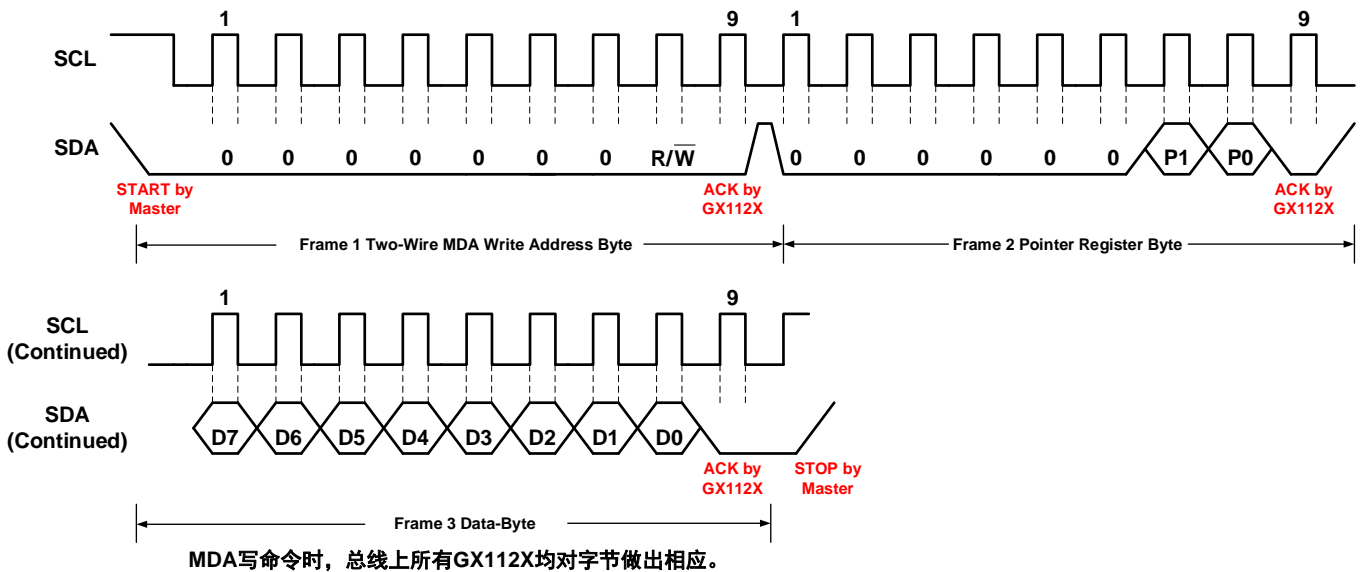 1 9 1 9
SCL
SDA
0 0 0 0 0 0 0 R/W 0 0 0 0 0 0 P1 P0
START by
Master
ACK by
GX112X
ACK by
GX112X
Frame 1 Two-Wire MDA Write Address Byte
Frame 2 Pointer Register Byte
1 9
SCL
(Continued)
SDA
(Continued)
D7 D6 D5 D4 D3 D2 D1 D0
ACK by
GX112X
STOP by
Master
Frame 3 Data-Byte
MDA写命令时，总线上所有GX112X均对字节做出相应。